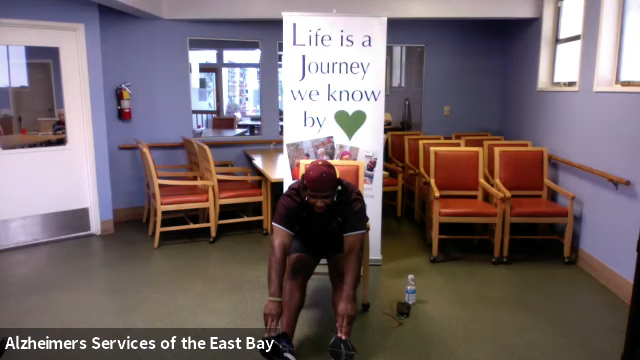 Life is a
Journey
we know
by
Alzheimers Services of the East Bay